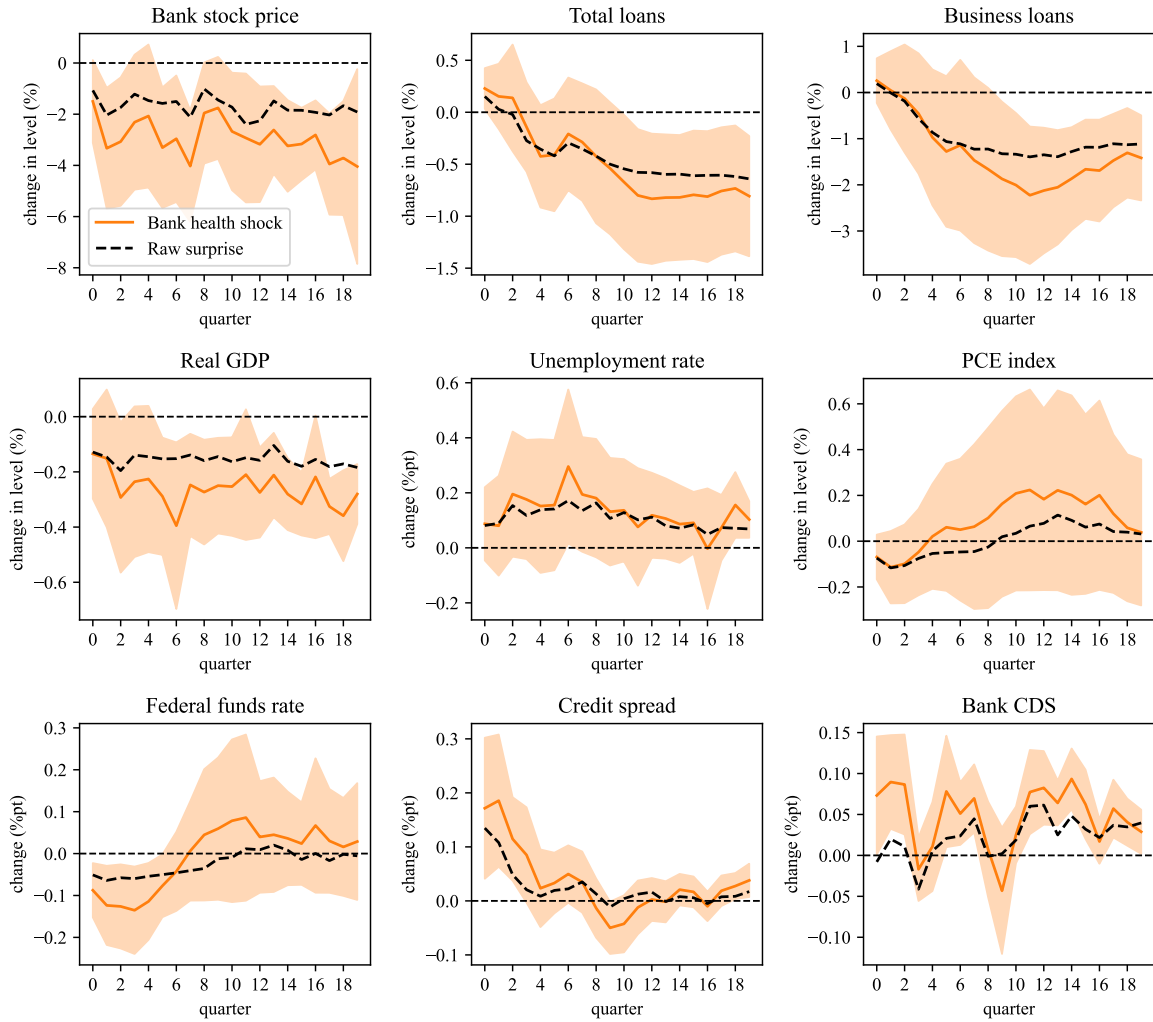 Bank stock price
change in level (%)
0
−2
−4
−6
−8
Bank health shock
Raw surprise
0 2 4 6 8 10 12 14 16 18
quarter
Total loans
change in level (%)
0.5
0.0
−0.5
−1.0
−1.5
0 2 4 6 8 10 12 14 16 18
quarter
Business loans
change in level (%)
1
0
−1
−2
−3
0 2 4 6 8 10 12 14 16 18
quarter
Real GDP
change in level (%)
0.0
−0.2
−0.4
−0.6
0 2 4 6 8 10 12 14 16 18
quarter
Unemployment rate
change (%pt)
0.6
0.4
0.2
0.0
−0.2
0 2 4 6 8 10 12 14 16 18
quarter
PCE index
change in level (%)
0.6
0.4
0.2
0.0
−0.2
0 2 4 6 8 10 12 14 16 18
quarter
Federal funds rate
change (%pt)
0.3
0.2
0.1
0.0
−0.1
−0.2
0 2 4 6 8 10 12 14 16 18
quarter
Credit spread
change (%pt)
0.3
0.2
0.1
0.0
−0.1
0 2 4 6 8 10 12 14 16 18
quarter
Bank CDS
change (%pt)
0.15
0.10
0.05
0.00
−0.05
−0.10
0 2 4 6 8 10 12 14 16 18
quarter